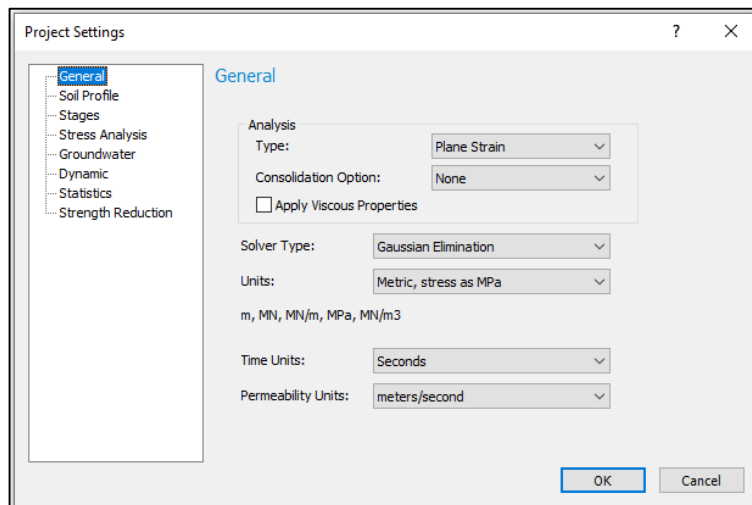 Project Settings
?
General
Soil Profile
Stages
Stress Analysis
Groundwater
Dynamic
Statistics
Strength Reduction
General
Analysis
Type: Plane Strain
Consolidation Option: None
Apply Viscous Properties
Solver Type: Gaussian Elimination
Units: Metric, stress as MPa
m, MN, MN/m, MPa, MN/m3
Time Units: Seconds
Permeability Units: meters/second
OK Cancel